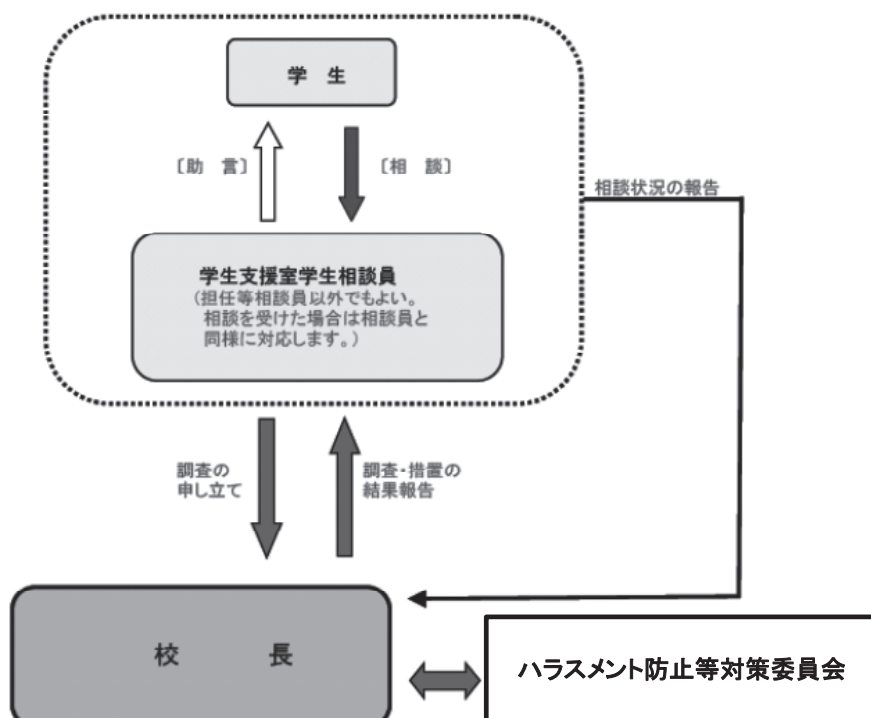 学 生
〔助 言〕
〔相 談〕
相談状況の報告
学生支援室学生相談員
(担任等相談員以外でもよい。
相談を受けた場合は相談員と
同様に対応します。)
調査の
申し立て
調査・措置の
結果報告
校 長
ハラスメント防止等対策委員会